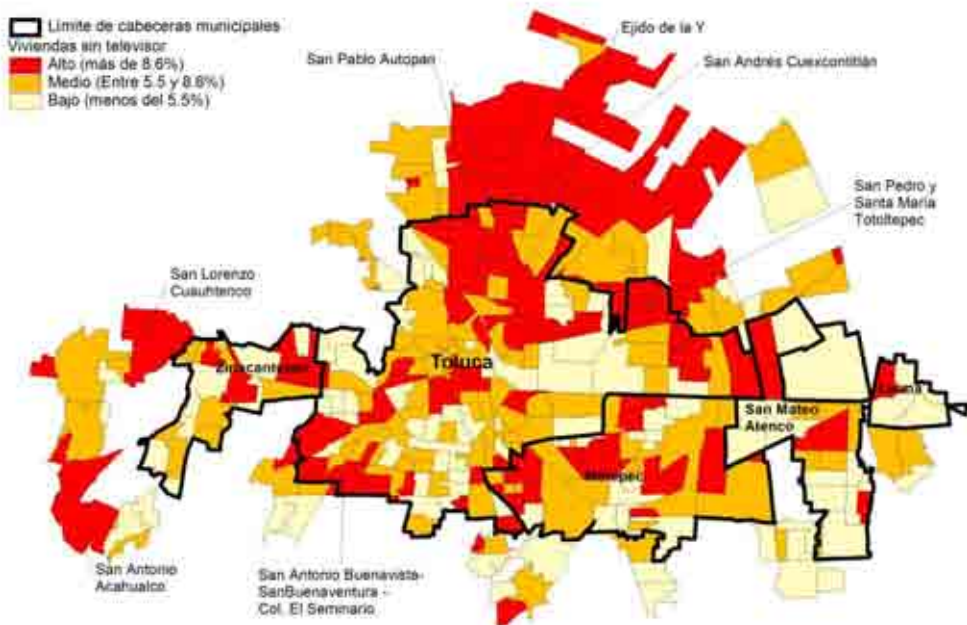 Límite de cabeceras municipales
Viviendas sin televisor
Alto (más de 8.6%)
Medio (Entre 5.5 y 8.6%)
Bajo (menos del 5.5%)
Ejido de la Y
San Pablo Autopan
San Andrés Cuexcontitlán
San Pedro y
Santa María
Totoltepec
San Lorenzo
Cuauhtenco
Zinacantepec
Toluca
Lerma
San Mateo
Atenco
Metepec
San Antonio
Acahualco
San Antonio Buenavista-
SanBuenaventura -
Col. El Seminario